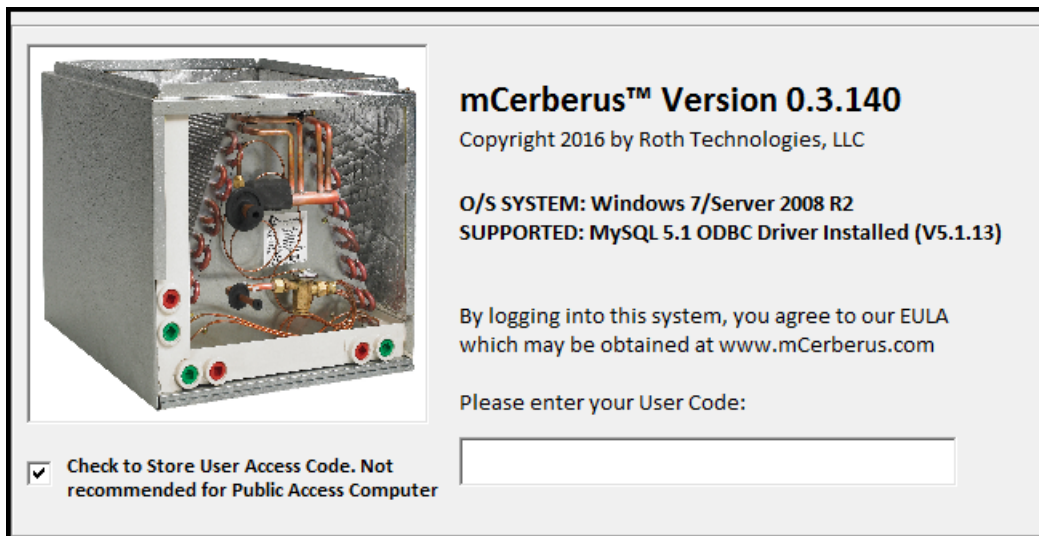 mCerberus™ Version 0.3.140
Copyright 2016 by Roth Technologies, LLC
O/S SYSTEM: Windows 7/Server 2008 R2
SUPPORTED: MySQL 5.1 ODBC Driver Installed (V5.1.13)
By logging into this system, you agree to our EULA
which may be obtained at www.mCerberus.com
Please enter your User Code:
Check to Store User Access Code. Not
recommended for Public Access Computer